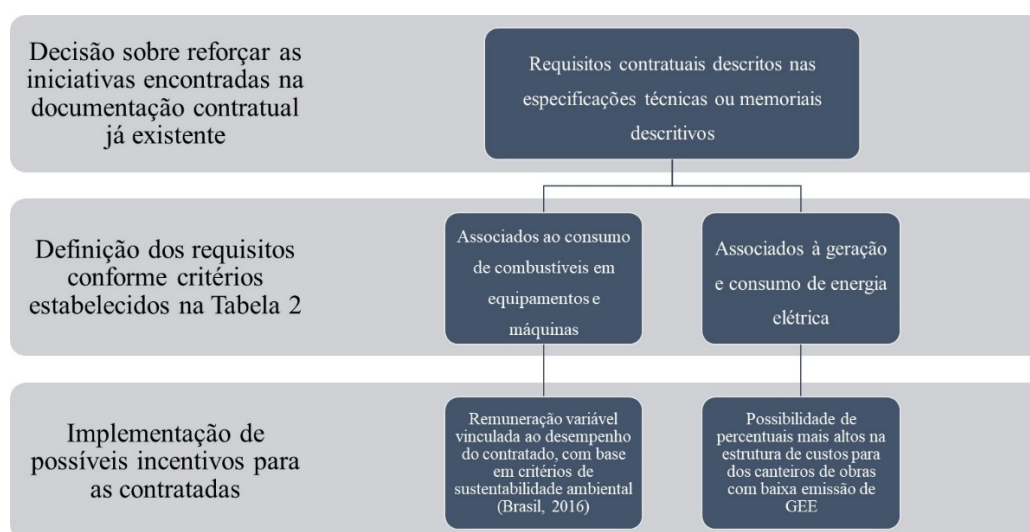 Decisão sobre reforçar as
iniciativas encontradas na
documentação contratual
já existente
Requisitos contratuais descritos nas
especificações técnicas ou memoriais
descritivos
Definição dos requisitos
conforme critérios
estabelecidos na Tabela 2
Associados ao consumo
de combustíveis em
equipamentos e
máquinas
Associados à geração
e consumo de energia
elétrica
Implementação de
possíveis incentivos para
as contratadas
Remuneração variável
vinculada ao desempenho
do contratado, com base
em critérios de
sustentabilidade ambiental
(Brasil, 2016)
Possibilidade de
percentuais mais altos na
estrutura de custos para
dos canteiros de obras
com baixa emissão de
GEE